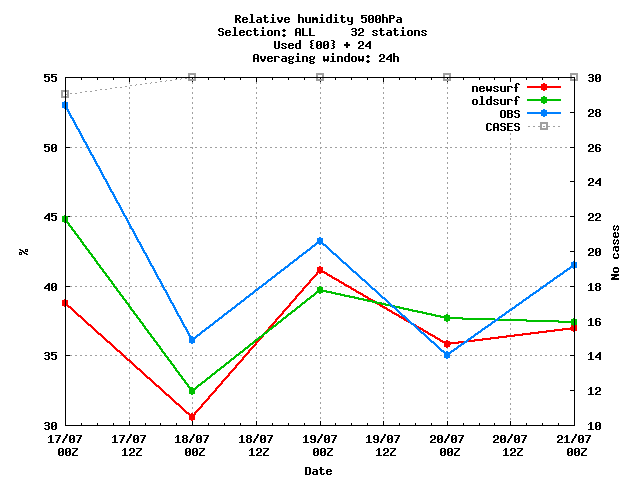 Relative humidity 500hPa
Selection: ALL     32 stations
Used {00} + 24
Averaging window: 24h
55
50
45
40
35
30
%
30
28
26
24
22
20
18
16
14
12
10
No cases
newsurf
oldsurf
OBS
CASES
17/07 17/07 18/07 18/07 19/07 19/07 20/07 20/07 21/07
00Z 12Z 00Z 12Z 00Z 12Z 00Z 12Z 00Z
Date